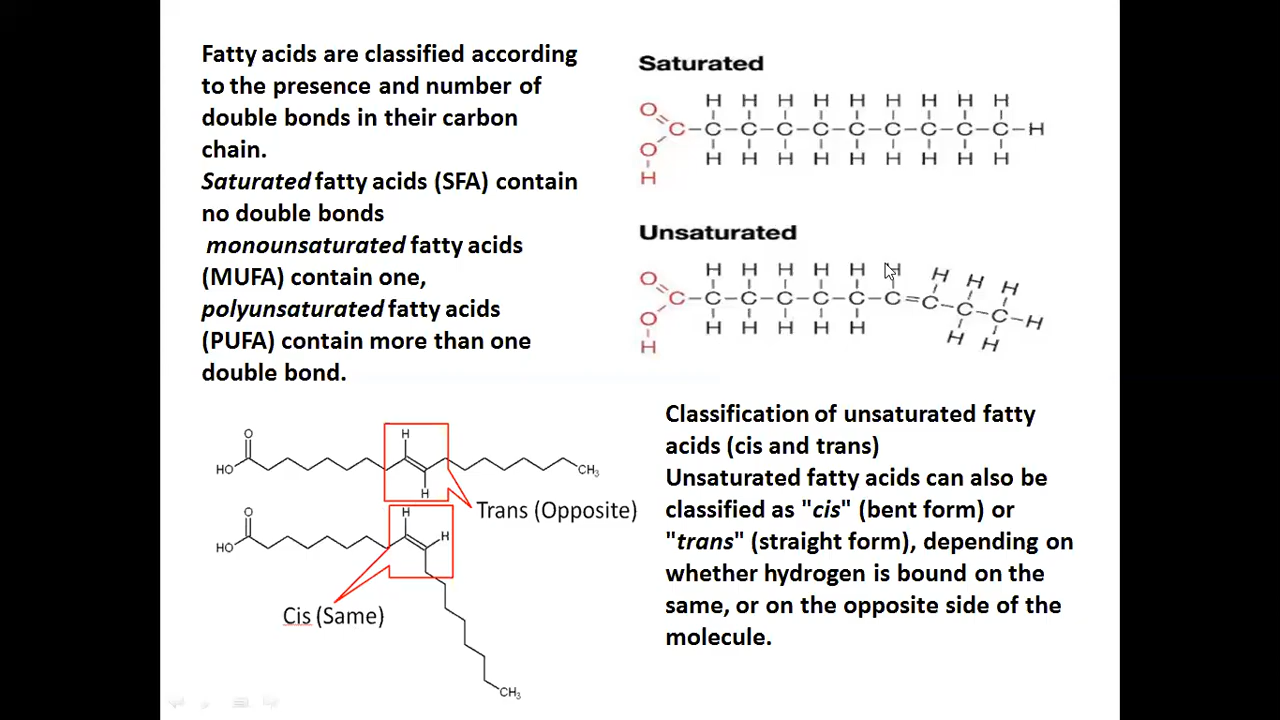 Fatty acids are classified according
to the presence and number of
double bonds in their carbon
chain.
Saturated fatty acids (SFA) contain
no double bonds
monounsaturated fatty acids
(MUFA) contain one,
polyunsaturated fatty acids
(PUFA) contain more than one
double bond.
Saturated
H H H H H H H H H
O
C-C-C-C-C-C-C-C-C-C-H
O
H H H H H H H H H
H
Unsaturated
H H H H H H H H H
O
C-C-C-C-C-C-C=C-C-C-H
O
H H H H H H H
H
O
H
HO
CH3
H
Trans (Opposite)
O
H
H
HO
Cis (Same)
CH3
Classification of unsaturated fatty
acids (cis and trans)
Unsaturated fatty acids can also be
classified as "cis" (bent form) or
"trans" (straight form), depending on
whether hydrogen is bound on the
same, or on the opposite side of the
molecule.